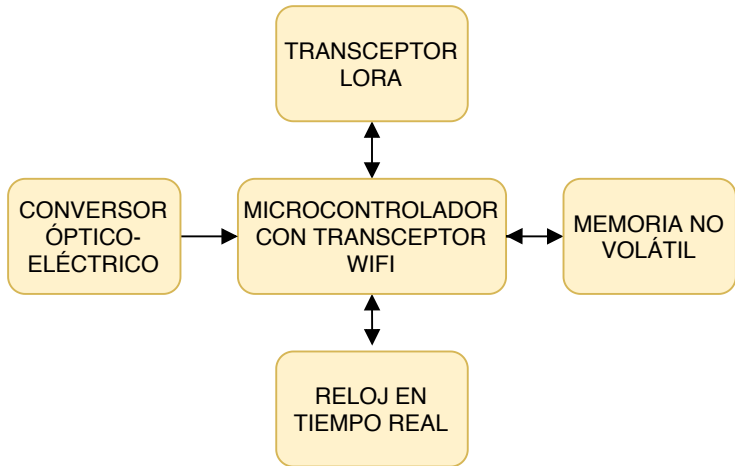 TRANSCEPTOR
LORA
CONVERSOR
ÓPTICO-
ELÉCTRICO
MICROCONTROLADOR
CON TRANSCEPTOR
WIFI
MEMORIA NO
VOLÁTIL
RELOJ EN
TIEMPO REAL